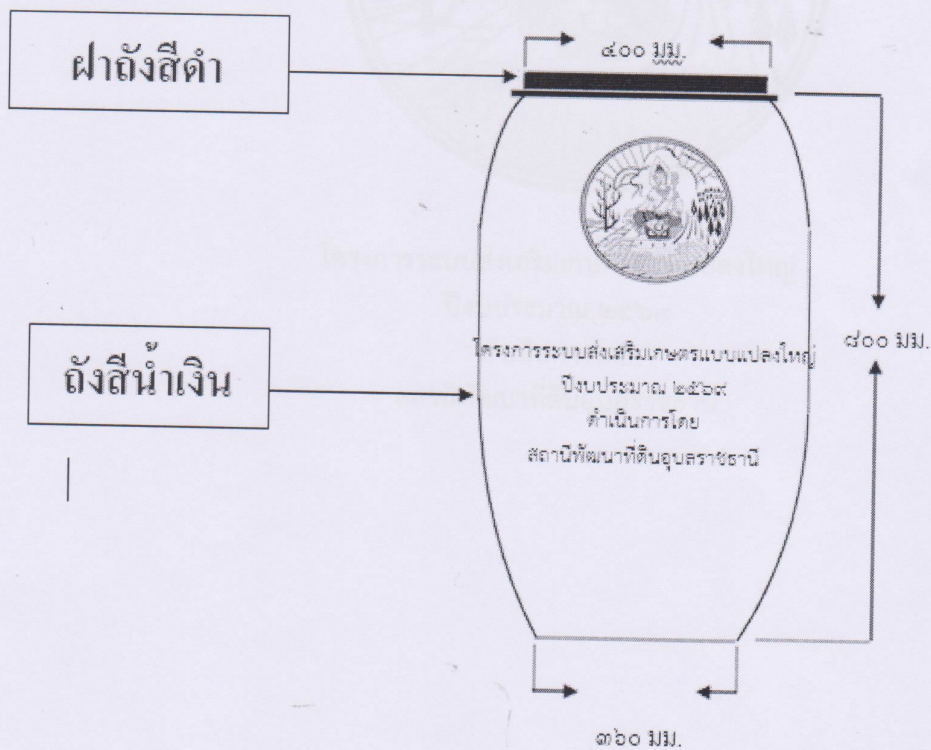 ๔๐๐ มม.
ฝาถังสีดำ
ถังสีน้ำเงิน
๘๐๐ มม.
โครงการระบบส่งเสริมเกษตรแบบแปลงใหญ่
ปีงบประมาณ ๒๕๖๙
ดำเนินการโดย
สถานีพัฒนาที่ดินอุบลราชธานี
๓๖๐ มม.